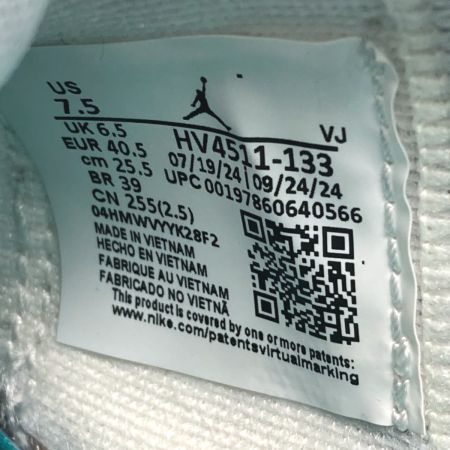 US
7.5
UK 6.5
EUR 40.5
cm 25.5
BR 39
CN 255(2.5)
VJ
HV4511-133
07/19/24 09/24/24
UPC 00197860640566
04HMWVYYK28F2
MADE IN VIETNAM
HECHO EN VIETNAM
FABRIQUE AU VIETNAM
FABRICADO NO VIETNÃ
This product is covered by one or more patents:
www.nike.com/patentsvirtualmarking